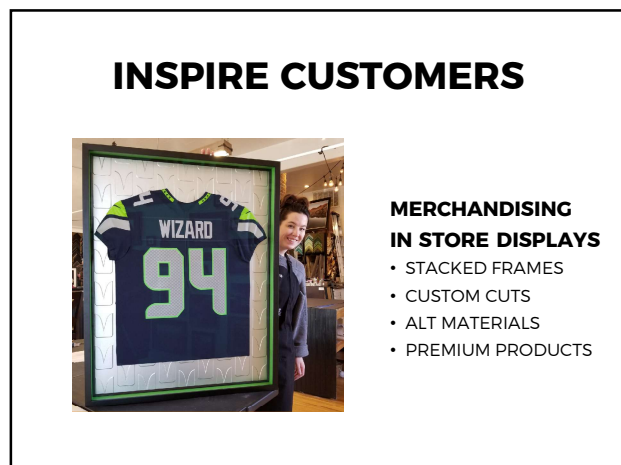 INSPIRE CUSTOMERS
WIZARD
94
MERCHANDISING
IN STORE DISPLAYS
• STACKED FRAMES
• CUSTOM CUTS
• ALT MATERIALS
• PREMIUM PRODUCTS